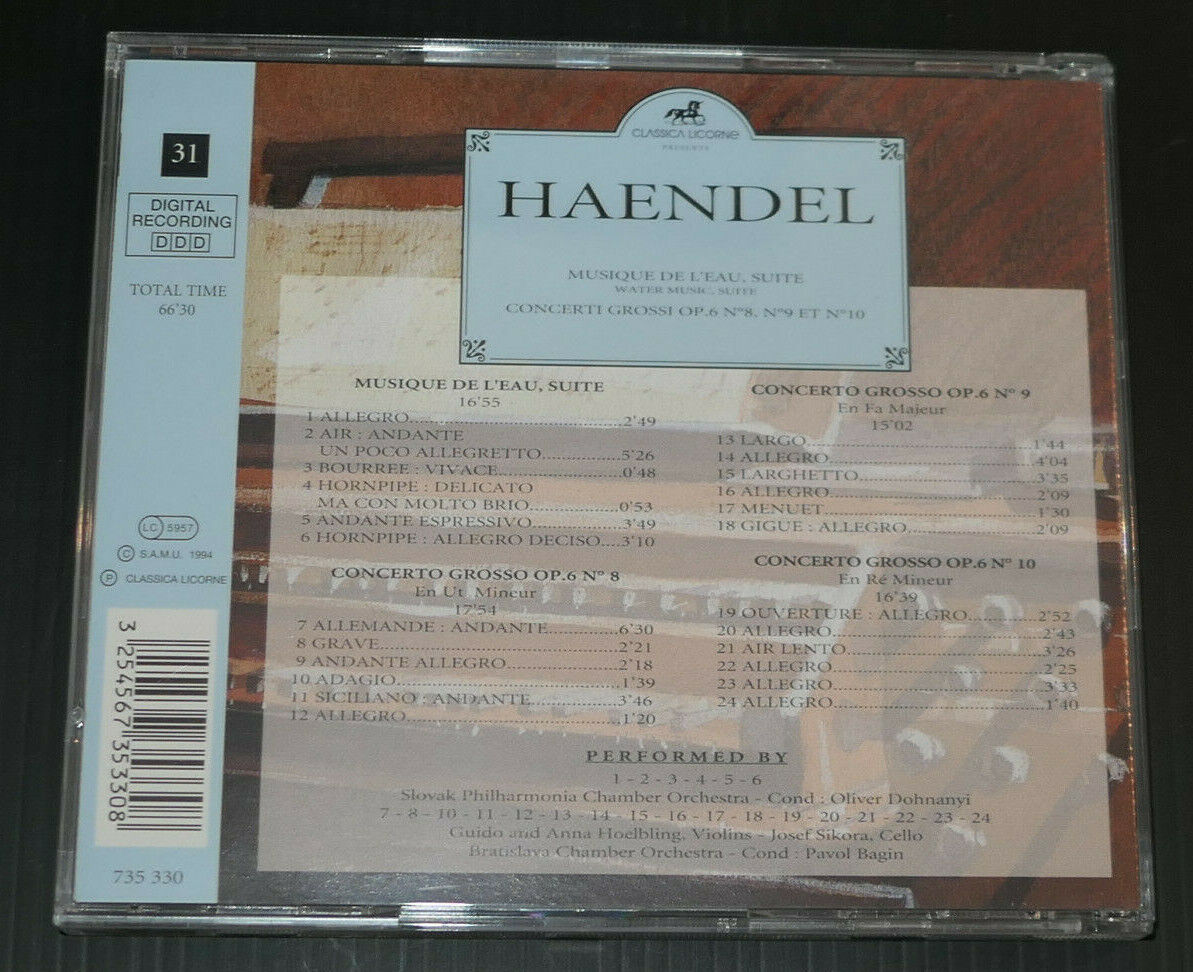 31
DIGITAL
RECORDING
DDD
TOTAL TIME
66'30
LC 5957
© S.A.M.U. 1994
℗ CLASSICA LICORNE
3 254567 353308
735 330
CLASSICA LICORNE
PRESENTS
HAENDEL
MUSIQUE DE L'EAU, SUITE
WATER MUSIC, SUITE
CONCERTI GROSSI OP.6 N°8, N°9 ET N°10
MUSIQUE DE L'EAU, SUITE
16'55
1 ALLEGRO....2'49
2 AIR : ANDANTE
UN POCO ALLEGRETTO....5'26
3 BOURREE : VIVACE....0'48
4 HORNPIPE : DELICATO
MA CON MOLTO BRIO....0'53
5 ANDANTE ESPRESSIVO....3'49
6 HORNPIPE : ALLEGRO DECISO....3'10
CONCERTO GROSSO OP.6 N° 8
En Ut Mineur
17'54
7 ALLEMANDE : ANDANTE....6'30
8 GRAVE....2'21
9 ANDANTE ALLEGRO....2'18
10 ADAGIO....1'39
11 SICILIANO : ANDANTE....3'46
12 ALLEGRO....1'20
CONCERTO GROSSO OP.6 N° 9
En Fa Majeur
15'02
13 LARGO....1'44
14 ALLEGRO....4'04
15 LARGHETTO....3'35
16 ALLEGRO....2'09
17 MENUET....1'30
18 GIGUE : ALLEGRO....2'09
CONCERTO GROSSO OP.6 N° 10
En Ré Mineur
16'39
19 OUVERTURE : ALLEGRO....2'52
20 ALLEGRO....2'43
21 AIR LENTO....3'26
22 ALLEGRO....2'25
23 ALLEGRO....3'33
24 ALLEGRO....1'40
PERFORMED BY
1 - 2 - 3 - 4 - 5 - 6
Slovak Philharmonia Chamber Orchestra - Cond : Oliver Dohnanyi
7 - 8 - 10 - 11 - 12 - 13 - 14 - 15 - 16 - 17 - 18 - 19 - 20 - 21 - 22 - 23 - 24
Guido and Anna Hoelbling, Violins - Josef Sikora, Cello
Bratislava Chamber Orchestra - Cond : Pavol Bagin